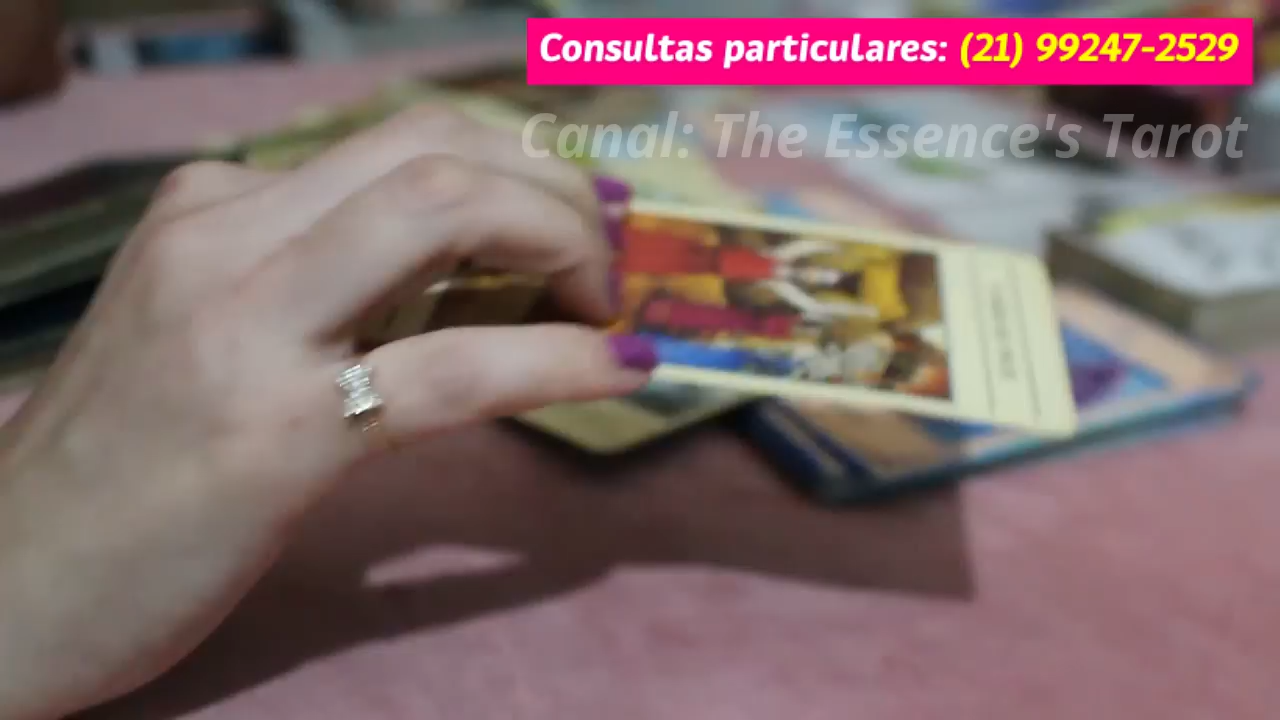 Consultas particulares: (21) 99247-2529
Canal: The Essence's Tarot